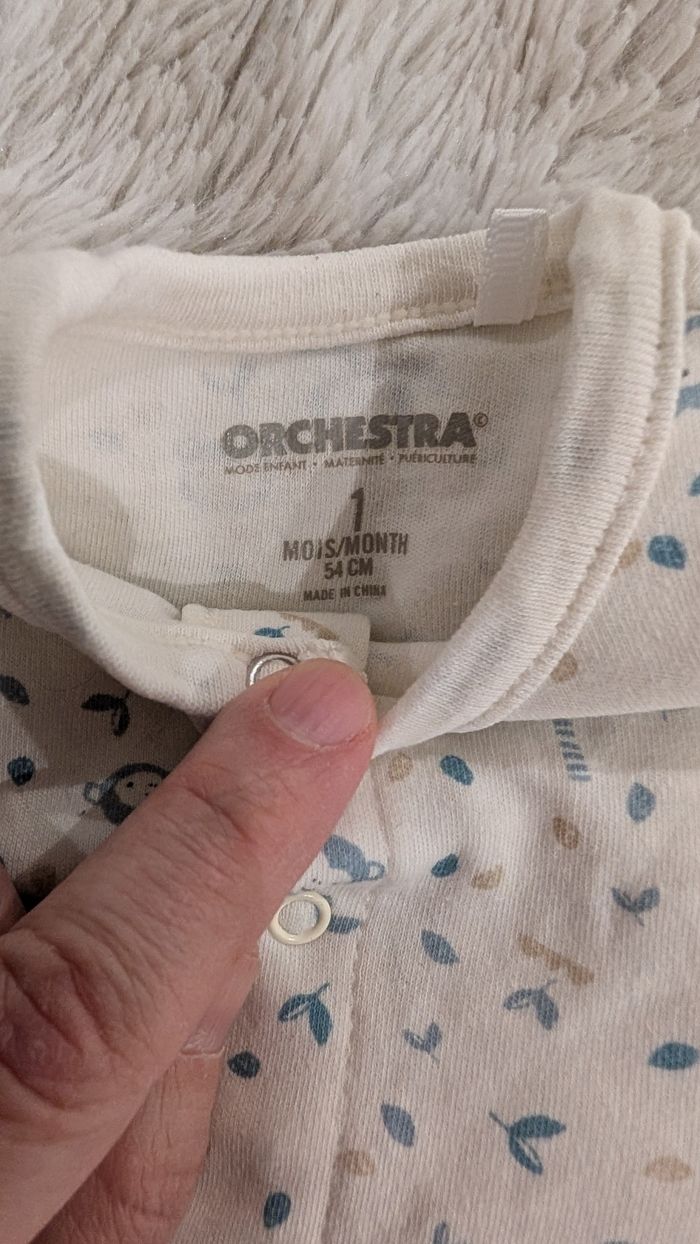 ORCHESTRA©
MODE ENFANT • MATERNITÉ • PUÉRICULTURE
1
MOIS/MONTH
54 CM
MADE IN CHINA